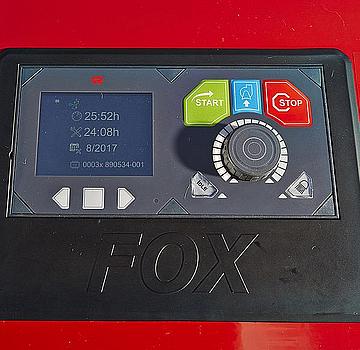 25:52h
24:08h
8/2017
0003x 890534-001
START
STOP
IDLE
FOX